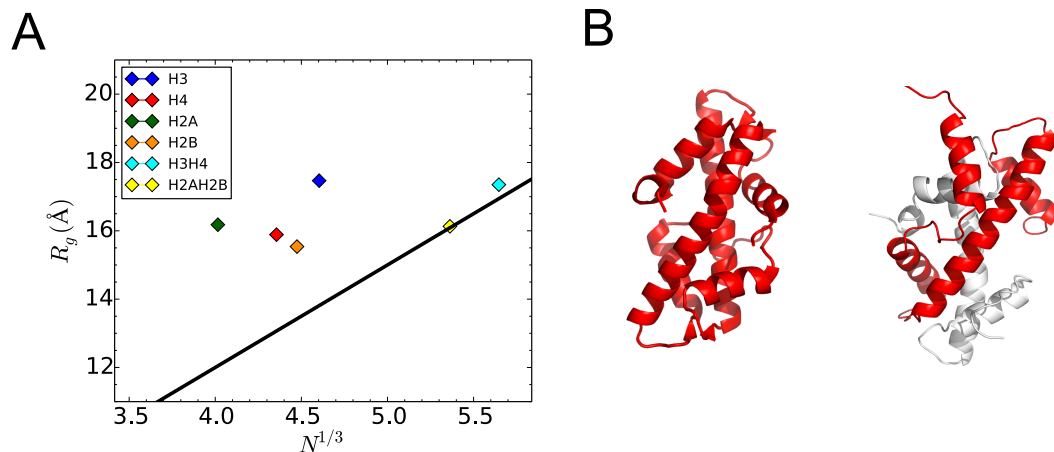 A
B
20
18
16
14
12
R_g (Å)
H3
H4
H2A
H2B
H3H4
H2AH2B
3.5 4.0 4.5 5.0 5.5
N^{1/3}